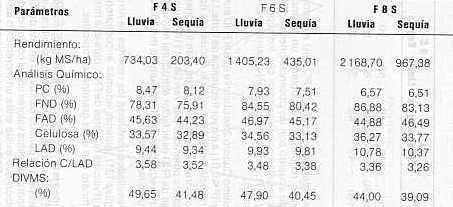 Parámetros F 4 S F 6 S F 8 S
Lluvia Sequía Lluvia Sequía Lluvia Sequía
Rendimiento:
(kg MS/ha) 734,03 203,40 1 405,23 435,01 2 168,70 967,38
Análisis Químico:
PC (%) 8,47 8,12 7,93 7,51 6,57 6,51
FND (%) 78,31 75,91 84,55 80,42 86,88 83,13
FAD (%) 45,63 44,23 46,97 45,17 44,88 46,49
Celulosa (%) 33,57 32,89 34,56 33,13 36,27 33,77
LAD (%) 9,44 9,34 9,93 9,81 10,78 10,37
Relación C/LAD 3,58 3,52 3,48 3,38 3,36 3,26
DIVMS:
(%) 49,65 41,48 47,90 40,45 44,00 39,09